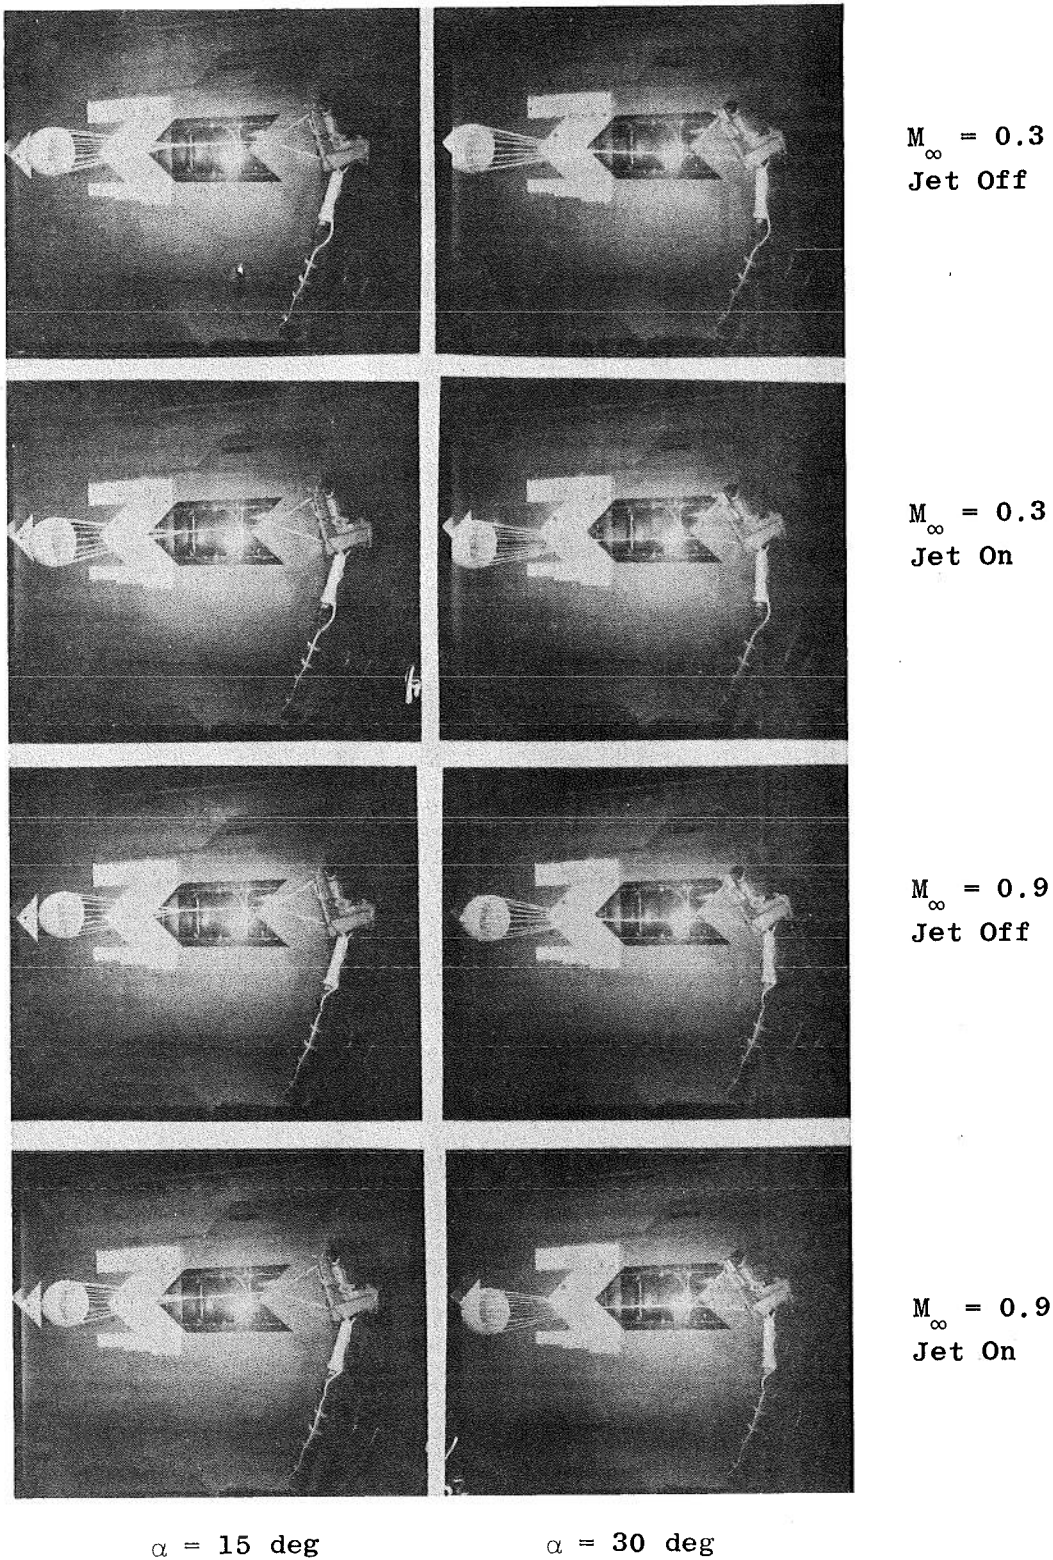 M∞ = 0.3
Jet Off
M∞ = 0.3
Jet On
M∞ = 0.9
Jet Off
M∞ = 0.9
Jet On
α = 15 deg
α = 30 deg